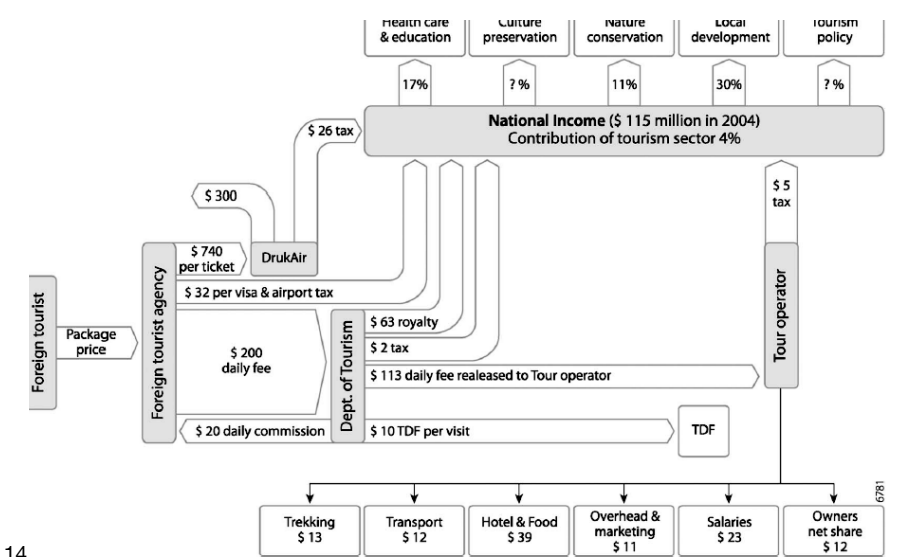 Health care
& education
Culture
preservation
Nature
conservation
Local
development
Tourism
policy
17%
? %
11%
30%
? %
National Income ($ 115 million in 2004)
Contribution of tourism sector 4%
$ 26 tax
$ 300
$ 5
tax
$ 740
per ticket
DrukAir
$ 32 per visa & airport tax
Foreign tourist
Package
price
Foreign tourist agency
$ 200
daily fee
Dept. of Tourism
$ 63 royalty
$ 2 tax
$ 113 daily fee realeased to Tour operator
Tour operator
$ 20 daily commission
$ 10 TDF per visit
TDF
Trekking
$ 13
Transport
$ 12
Hotel & Food
$ 39
Overhead &
marketing
$ 11
Salaries
$ 23
Owners
net share
$ 12
6781
14